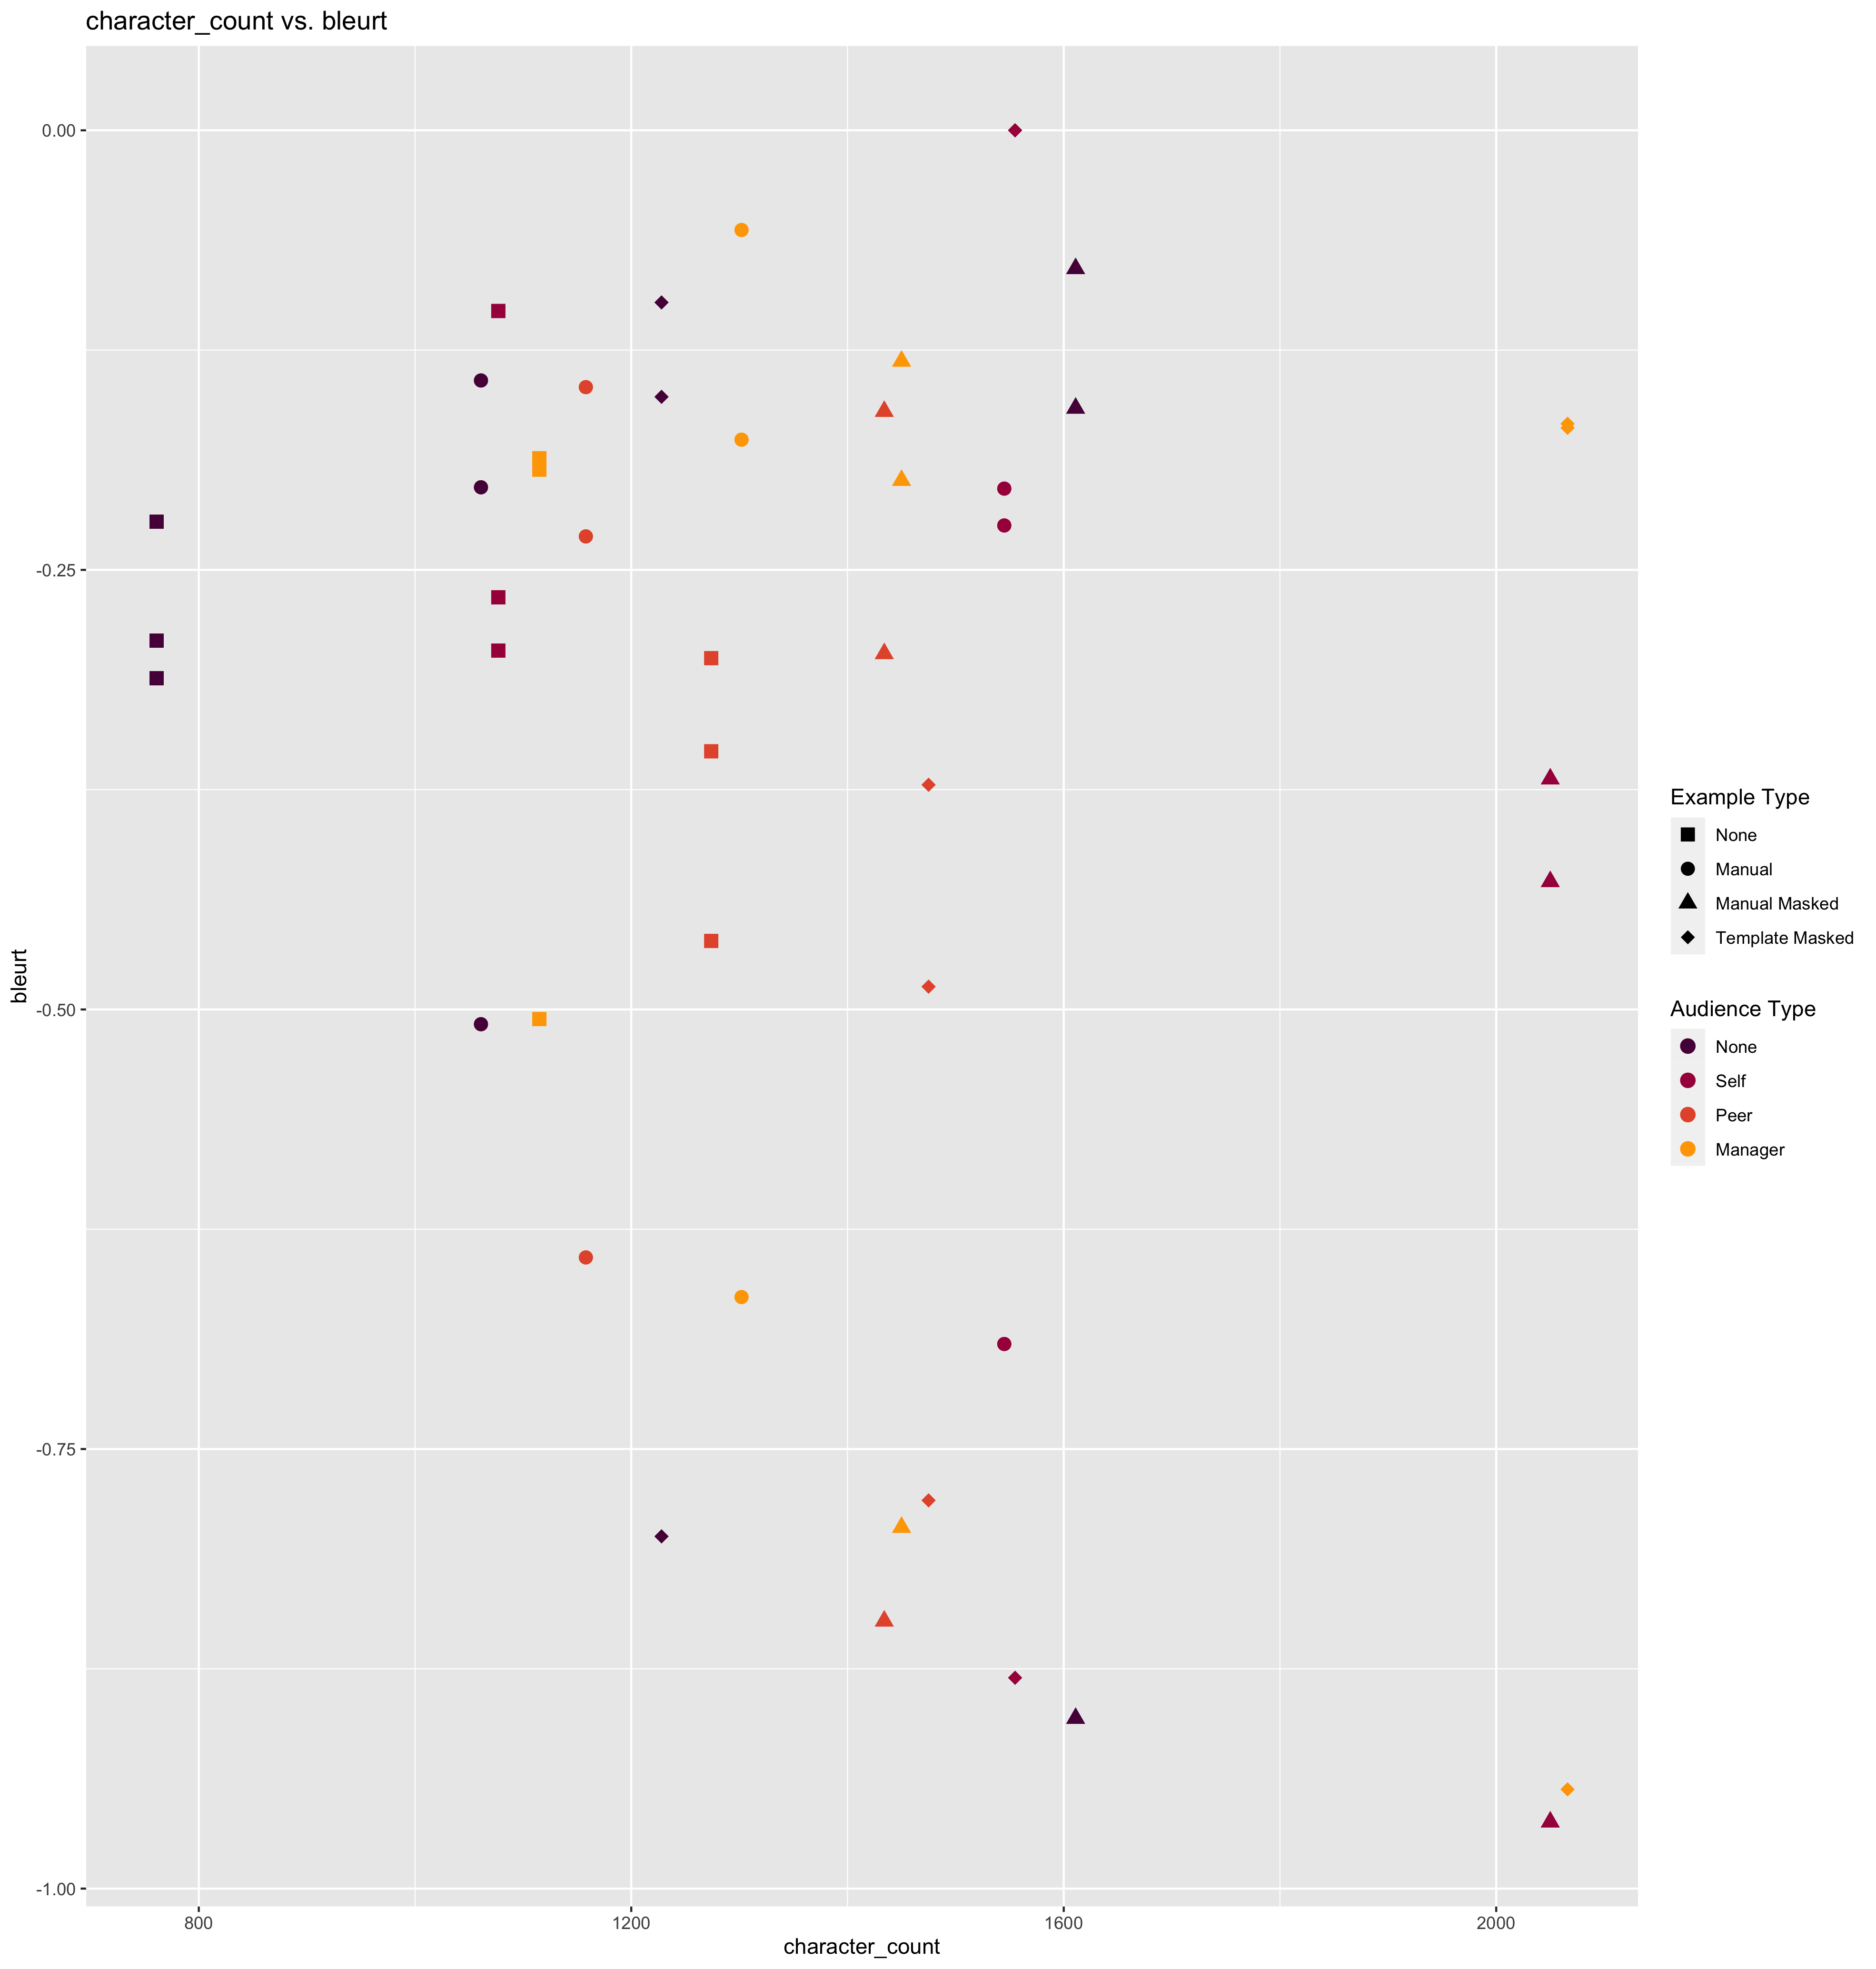 character_count vs. bleurt
0.00
-0.25
-0.50
-0.75
-1.00
bleurt
800
1200
1600
2000
character_count
Example Type
None
Manual
Manual Masked
Template Masked
Audience Type
None
Self
Peer
Manager